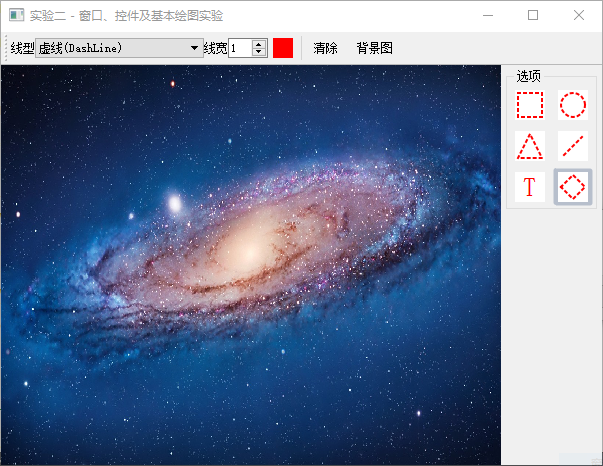 实验二 - 窗口、控件及基本绘图实验
线型 虚线(DashLine) 线宽 1 清除 背景图
选项
T